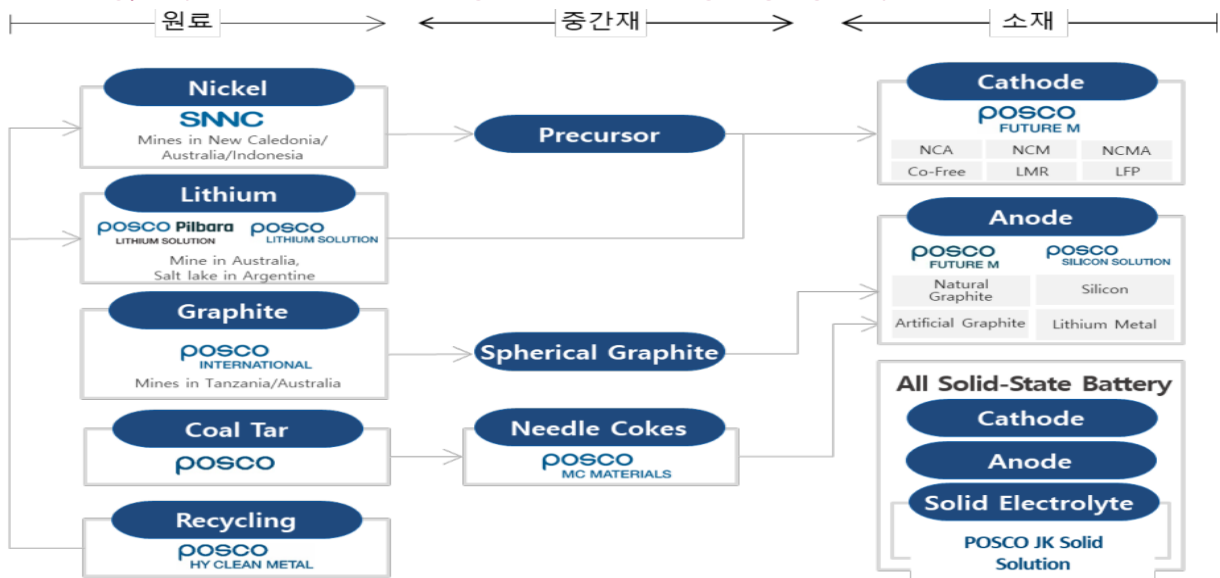 원료
중간재
소재
Nickel
SNNC
Mines in New Caledonia/
Australia/Indonesia
Precursor
Cathode
posco
FUTURE M
NCA NCM NCMA
Co-Free LMR LFP
Lithium
posco Pilbara
LITHIUM SOLUTION
posco
LITHIUM SOLUTION
Mine in Australia,
Salt lake in Argentine
Anode
posco
FUTURE M
posco
SILICON SOLUTION
Natural
Graphite
Silicon
Artificial Graphite
Lithium Metal
Graphite
posco
INTERNATIONAL
Mines in Tanzania/Australia
Spherical Graphite
Coal Tar
posco
Needle Cokes
posco
MC MATERIALS
All Solid-State Battery
Cathode
Anode
Solid Electrolyte
POSCO JK Solid
Solution
Recycling
posco
HY CLEAN METAL